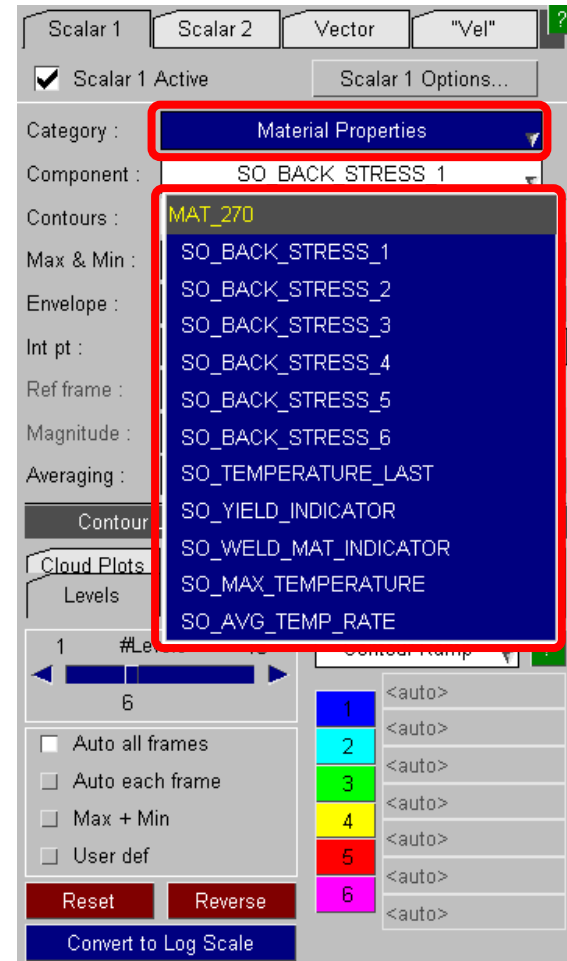 Scalar 1 Scalar 2 Vector "Vel" ?
Scalar 1 Active Scalar 1 Options...
Category : Material Properties
Component : SO_BACK_STRESS_1
Contours : MAT_270
Max & Min : SO_BACK_STRESS_1
SO_BACK_STRESS_2
Envelope :
SO_BACK_STRESS_3
Int pt :
SO_BACK_STRESS_4
Ref frame :
SO_BACK_STRESS_5
Magnitude : SO_BACK_STRESS_6
Averaging : SO_TEMPERATURE_LAST
SO_YIELD_INDICATOR
Contour
SO_WELD_MAT_INDICATOR
Cloud Plots
SO_MAX_TEMPERATURE
Levels
SO_AVG_TEMP_RATE
1
6
<auto>
1
<auto>
Auto all frames 2
<auto>
Auto each frame 3
<auto>
Max + Min 4
<auto>
User def 5
<auto>
Reset Reverse 6
<auto>
Convert to Log Scale